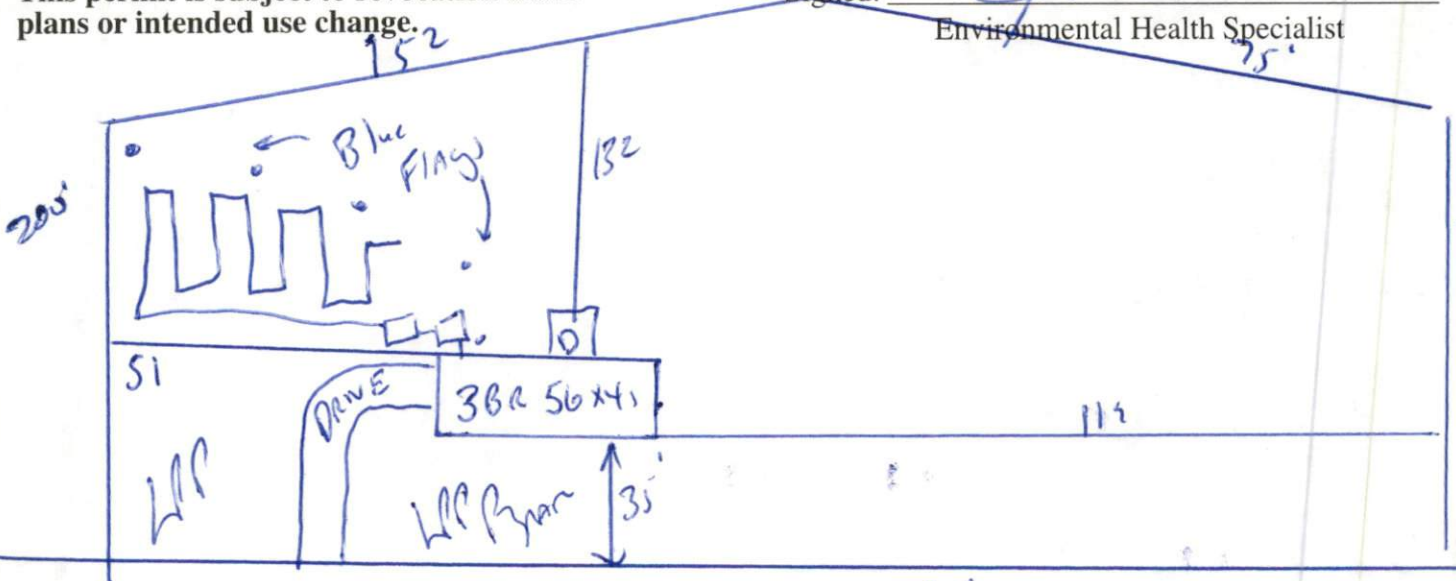 plans or intended use change.
Signed:
Environmental Health Specialist
152
75'
Blue
Flags
132
200'
D
51
DRIVE
3BR 56x41
35'